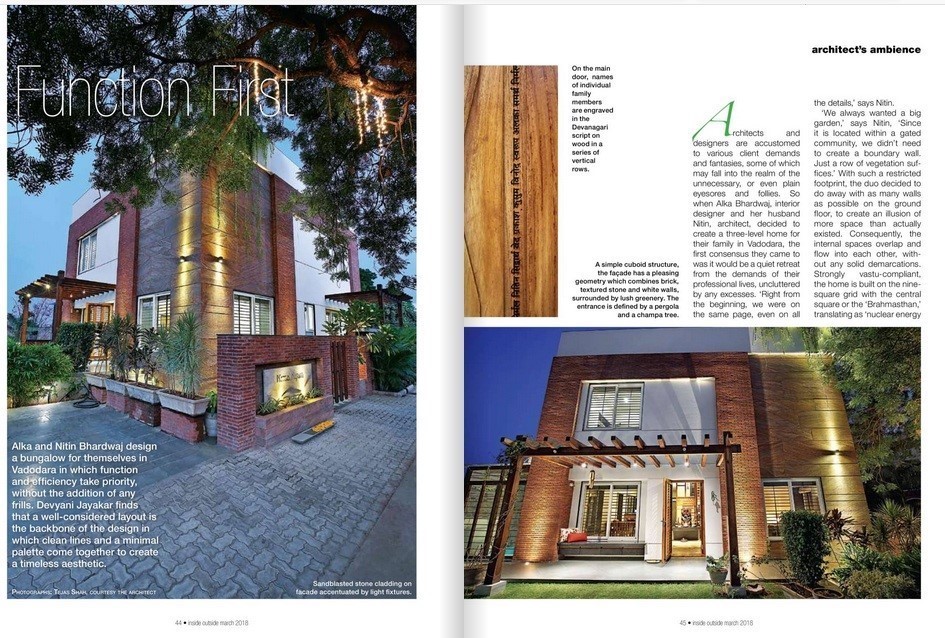 Function First
Alka and Nitin Bhardwaj design
a bungalow for themselves in
Vadodara in which function
and efficiency take priority,
without the addition of any
frills. Devyani Jayakar finds
that a well-considered layout is
the backbone of the design in
which clean lines and a minimal
palette come together to create
a timeless aesthetic.
Photographs: Tejas Shah, courtesy the architect
Sandblasted stone cladding on
facade accentuated by light fixtures.
44 • inside outside march 2018
architect's ambience
On the main
door, names
of individual
family
members
are engraved
in the
Devanagari
script on
wood in a
series of
vertical
rows.
A simple cuboid structure,
the façade has a pleasing
geometry which combines brick,
textured stone and white walls,
surrounded by lush greenery. The
entrance is defined by a pergola
and a champa tree.
Architects and
designers are accustomed
to various client demands
and fantasies, some of which
may fall into the realm of the
unnecessary, or even plain
eyesores and follies. So
when Alka Bhardwaj, interior
designer and her husband
Nitin, architect, decided to
create a three-level home for
their family in Vadodara, the
first consensus they came to
was it would be a quiet retreat
from the demands of their
professional lives, uncluttered
by any excesses. 'Right from
the beginning, we were on
the same page, even on all
the details,' says Nitin.
'We always wanted a big
garden,' says Nitin, 'Since
it is located within a gated
community, we didn't need
to create a boundary wall.
Just a row of vegetation suf-
fices.' With such a restricted
footprint, the duo decided to
do away with as many walls
as possible on the ground
floor, to create an illusion of
more space than actually
existed. Consequently, the
internal spaces overlap and
flow into each other, with-
out any solid demarcations.
Strongly vastu-compliant,
the home is built on the nine-
square grid with the central
square or the 'Brahmasthan,'
translating as 'nuclear energy
45 • inside outside march 2018